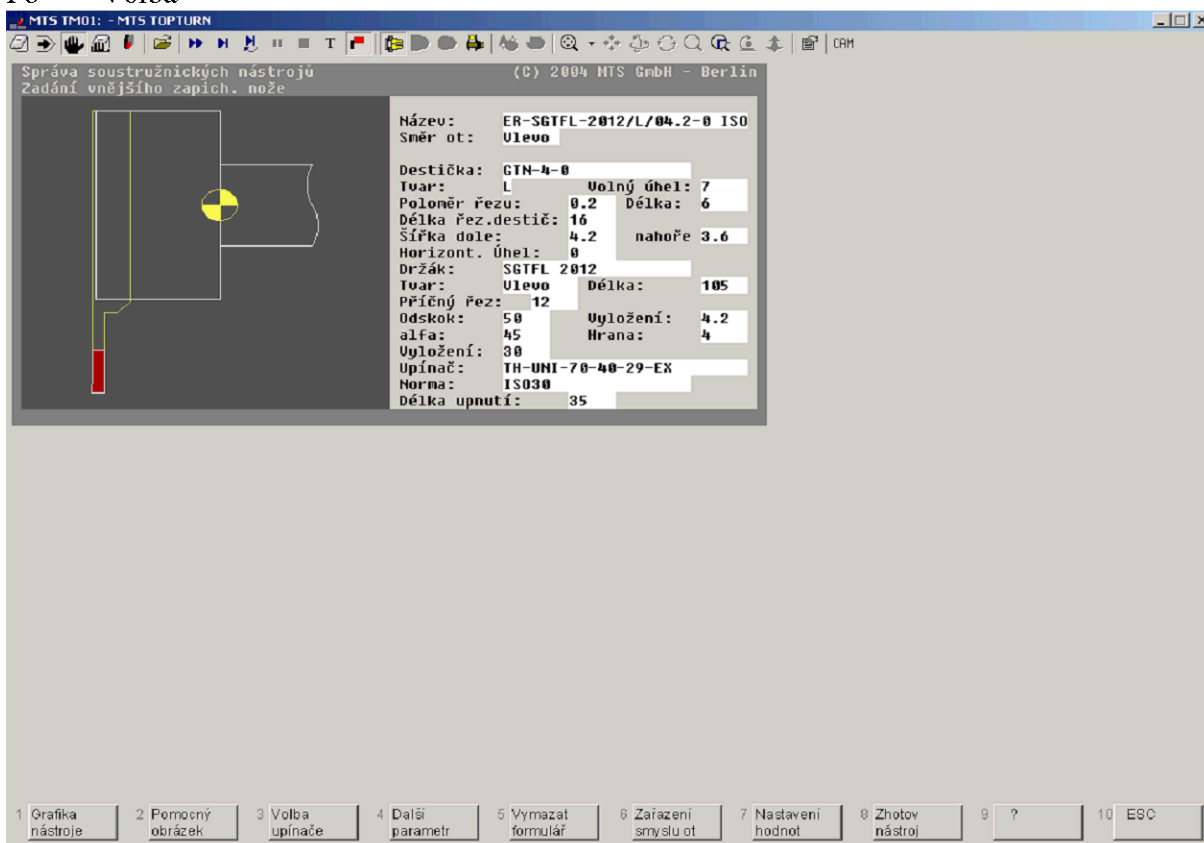 MTS TM01: - MTS TOPTURN
T CAM
Správa soustružnických nástrojů (C) 2004 MTS GmbH - Berlin
Zadání vnějšího zapich. nože
Název: ER-SGTFL-2012/L/04.2-0 ISO
Směr ot: Vlevo
Destička: GTN-4-0
Tvar: L Volný úhel: 7
Poloměr řezu: 0.2 Délka: 6
Délka řez.destič: 16
Šířka dole: 4.2 nahoře 3.6
Horizont. Úhel: 0
Držák: SGTFL 2012
Tvar: Vlevo Délka: 105
Příčný řez: 12
Odskok: 50 Vyložení: 4.2
alfa: 45 Hrana: 4
Vyložení: 30
Upínač: TH-UNI-70-40-29-EX
Norma: ISO30
Délka upnutí: 35
1 Grafika nástroje 2 Pomocný obrázek 3 Volba upínače 4 Další parametr 5 Vymazat formulář 6 Zařazení smyslu ot 7 Nastavení hodnot 8 Zhotov nástroj 9 ? 10 ESC